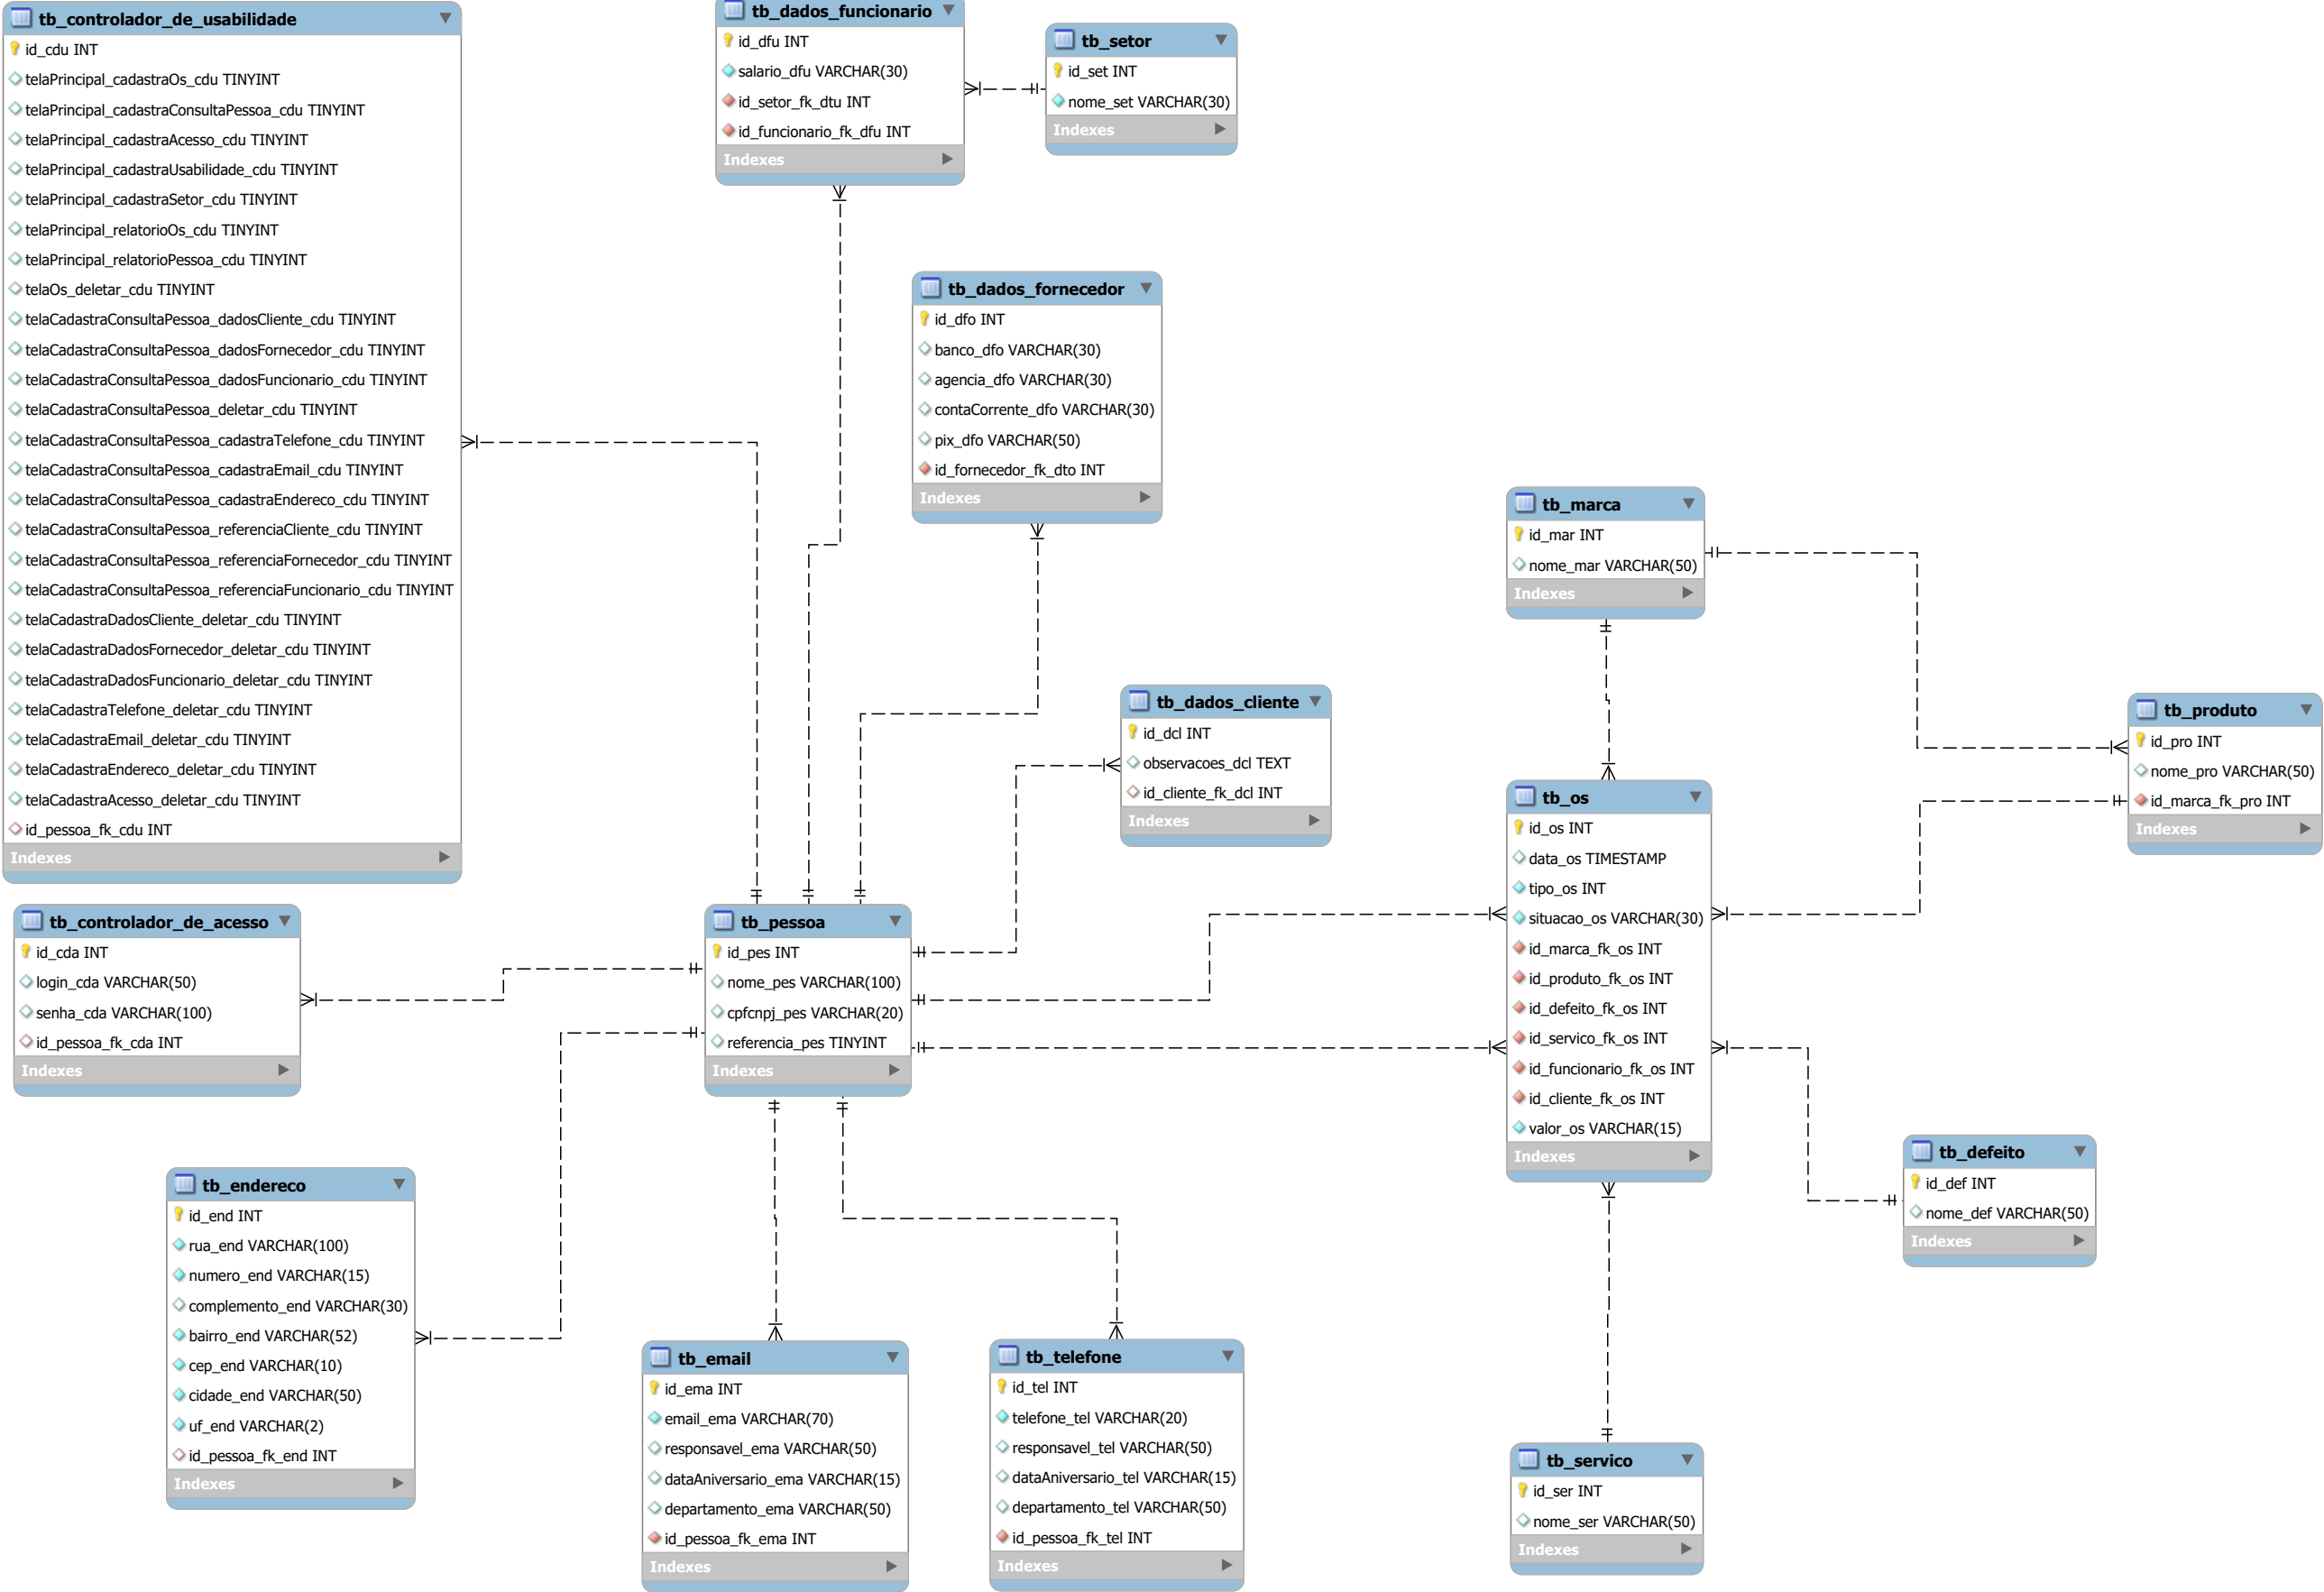 tb_controlador_de_usabilidade
id_cdu INT
telaPrincipal_cadastraOs_cdu TINYINT
telaPrincipal_cadastraConsultaPessoa_cdu TINYINT
telaPrincipal_cadastraAcesso_cdu TINYINT
telaPrincipal_cadastraUsabilidade_cdu TINYINT
telaPrincipal_cadastraSetor_cdu TINYINT
telaPrincipal_relatorioOs_cdu TINYINT
telaPrincipal_relatorioPessoa_cdu TINYINT
telaOs_deletar_cdu TINYINT
telaCadastraConsultaPessoa_dadosCliente_cdu TINYINT
telaCadastraConsultaPessoa_dadosFornecedor_cdu TINYINT
telaCadastraConsultaPessoa_dadosFuncionario_cdu TINYINT
telaCadastraConsultaPessoa_deletar_cdu TINYINT
telaCadastraConsultaPessoa_cadastraTelefone_cdu TINYINT
telaCadastraConsultaPessoa_cadastraEmail_cdu TINYINT
telaCadastraConsultaPessoa_cadastraEndereco_cdu TINYINT
telaCadastraConsultaPessoa_referenciaCliente_cdu TINYINT
telaCadastraConsultaPessoa_referenciaFornecedor_cdu TINYINT
telaCadastraConsultaPessoa_referenciaFuncionario_cdu TINYINT
telaCadastraDadosCliente_deletar_cdu TINYINT
telaCadastraDadosFornecedor_deletar_cdu TINYINT
telaCadastraDadosFuncionario_deletar_cdu TINYINT
telaCadastraTelefone_deletar_cdu TINYINT
telaCadastraEmail_deletar_cdu TINYINT
telaCadastraEndereco_deletar_cdu TINYINT
telaCadastraAcesso_deletar_cdu TINYINT
id_pessoa_fk_cdu INT
Indexes
tb_dados_funcionario
id_dfu INT
salario_dfu VARCHAR(30)
id_setor_fk_dtu INT
id_funcionario_fk_dfu INT
Indexes
tb_setor
id_set INT
nome_set VARCHAR(30)
Indexes
tb_dados_fornecedor
id_dfo INT
banco_dfo VARCHAR(30)
agencia_dfo VARCHAR(30)
contaCorrente_dfo VARCHAR(30)
pix_dfo VARCHAR(50)
id_fornecedor_fk_dto INT
Indexes
tb_marca
id_mar INT
nome_mar VARCHAR(50)
Indexes
tb_dados_cliente
id_dcl INT
observacoes_dcl TEXT
id_cliente_fk_dcl INT
Indexes
tb_produto
id_pro INT
nome_pro VARCHAR(50)
id_marca_fk_pro INT
Indexes
tb_os
id_os INT
data_os TIMESTAMP
tipo_os INT
situacao_os VARCHAR(30)
id_marca_fk_os INT
id_produto_fk_os INT
id_defeito_fk_os INT
id_servico_fk_os INT
id_funcionario_fk_os INT
id_cliente_fk_os INT
valor_os VARCHAR(15)
Indexes
tb_controlador_de_acesso
id_cda INT
login_cda VARCHAR(50)
senha_cda VARCHAR(100)
id_pessoa_fk_cda INT
Indexes
tb_pessoa
id_pes INT
nome_pes VARCHAR(100)
cpfcnpj_pes VARCHAR(20)
referencia_pes TINYINT
Indexes
tb_defeito
id_def INT
nome_def VARCHAR(50)
Indexes
tb_endereco
id_end INT
rua_end VARCHAR(100)
numero_end VARCHAR(15)
complemento_end VARCHAR(30)
bairro_end VARCHAR(52)
cep_end VARCHAR(10)
cidade_end VARCHAR(50)
uf_end VARCHAR(2)
id_pessoa_fk_end INT
Indexes
tb_email
id_ema INT
email_ema VARCHAR(70)
responsavel_ema VARCHAR(50)
dataAniversario_ema VARCHAR(15)
departamento_ema VARCHAR(50)
id_pessoa_fk_ema INT
Indexes
tb_telefone
id_tel INT
telefone_tel VARCHAR(20)
responsavel_tel VARCHAR(50)
dataAniversario_tel VARCHAR(15)
departamento_tel VARCHAR(50)
id_pessoa_fk_tel INT
Indexes
tb_servico
id_ser INT
nome_ser VARCHAR(50)
Indexes